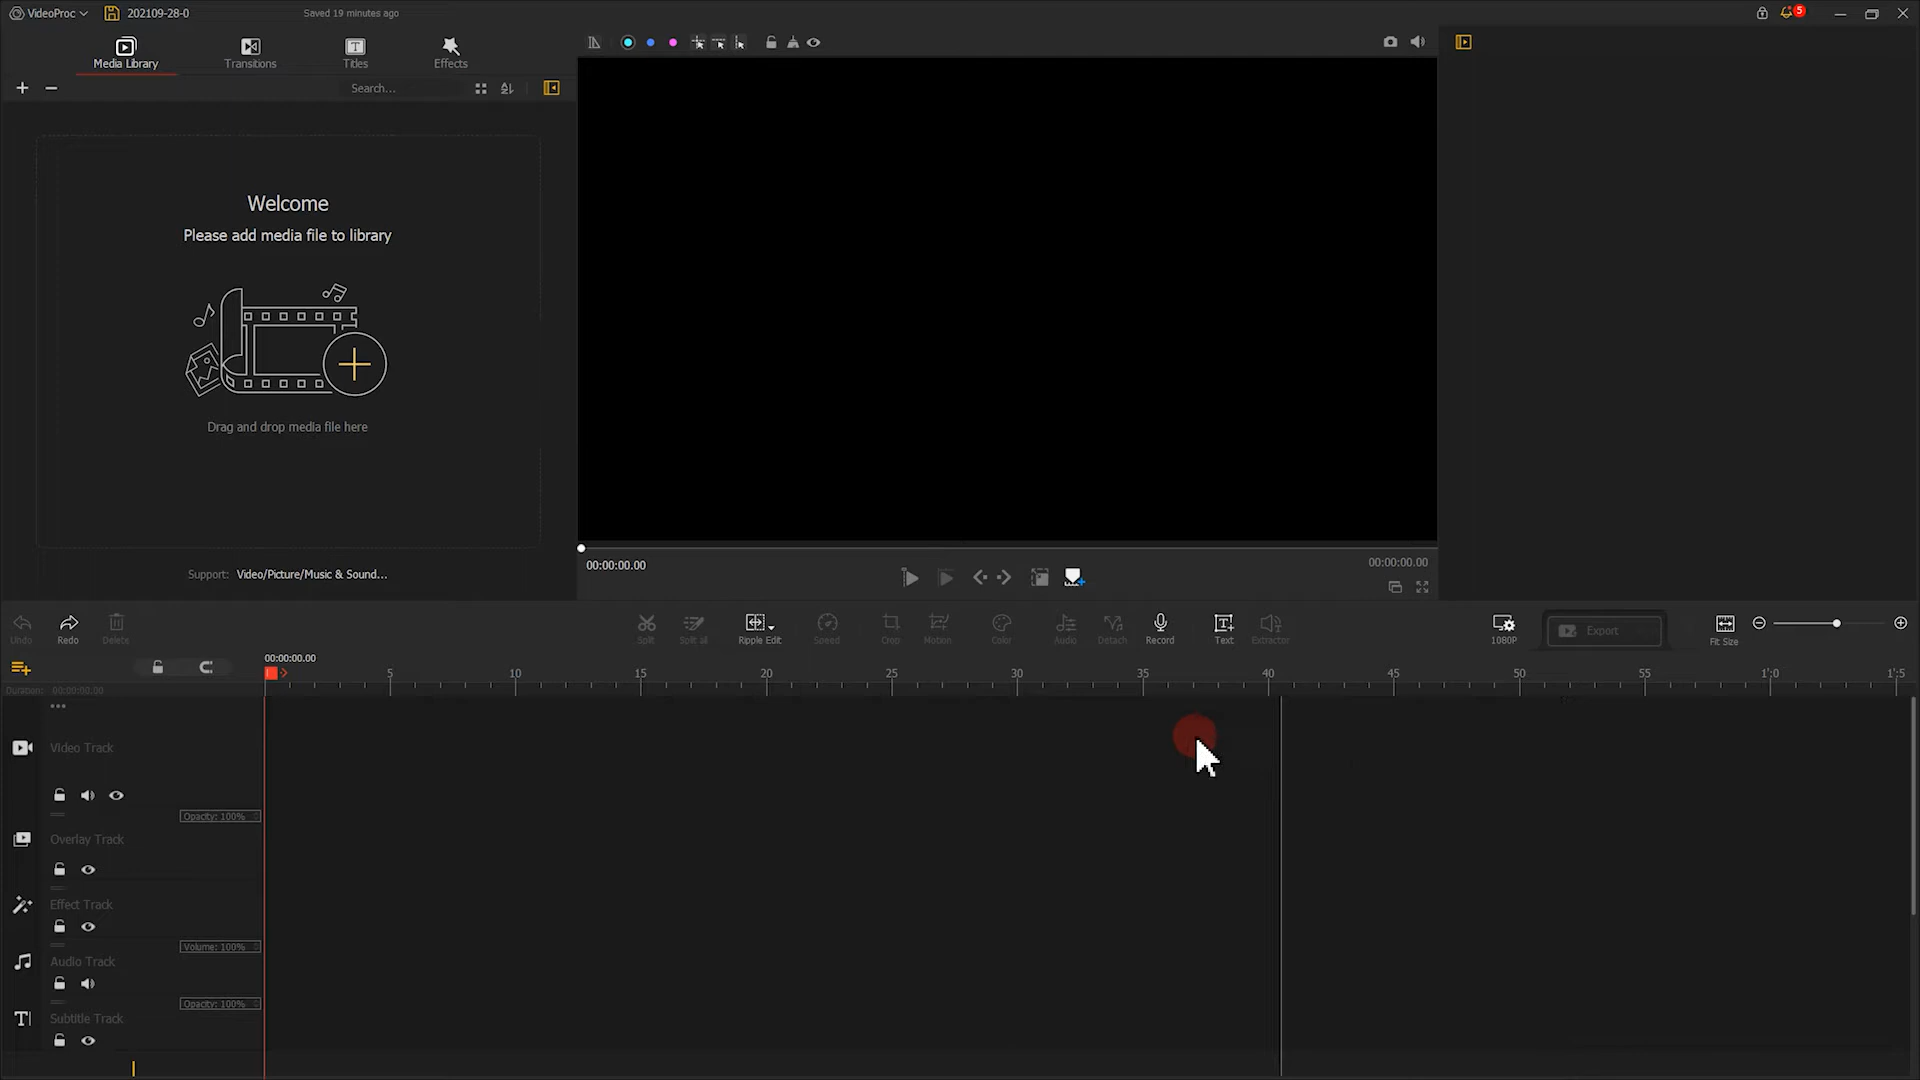 VideoProc
202109-28-0
Saved 19 minutes ago
5
Media Library
Transitions
Titles
Effects
Search...
Welcome
Please add media file to library
Drag and drop media file here
Support: Video/Picture/Music & Sound...
00:00:00.00
00:00:00.00
Undo
Redo
Delete
Split
Split all
Ripple Edit
Speed
Crop
Motion
Color
Audio
Detach
Record
Text
Extractor
1080P
Export
Fit Size
00:00:00.00
5
10
15
20
25
30
35
40
45
50
55
1':0
1':5
Duration: 00:00:00.00
Video Track
Opacity: 100%
Overlay Track
Effect Track
Volume: 100%
Audio Track
Opacity: 100%
Subtitle Track